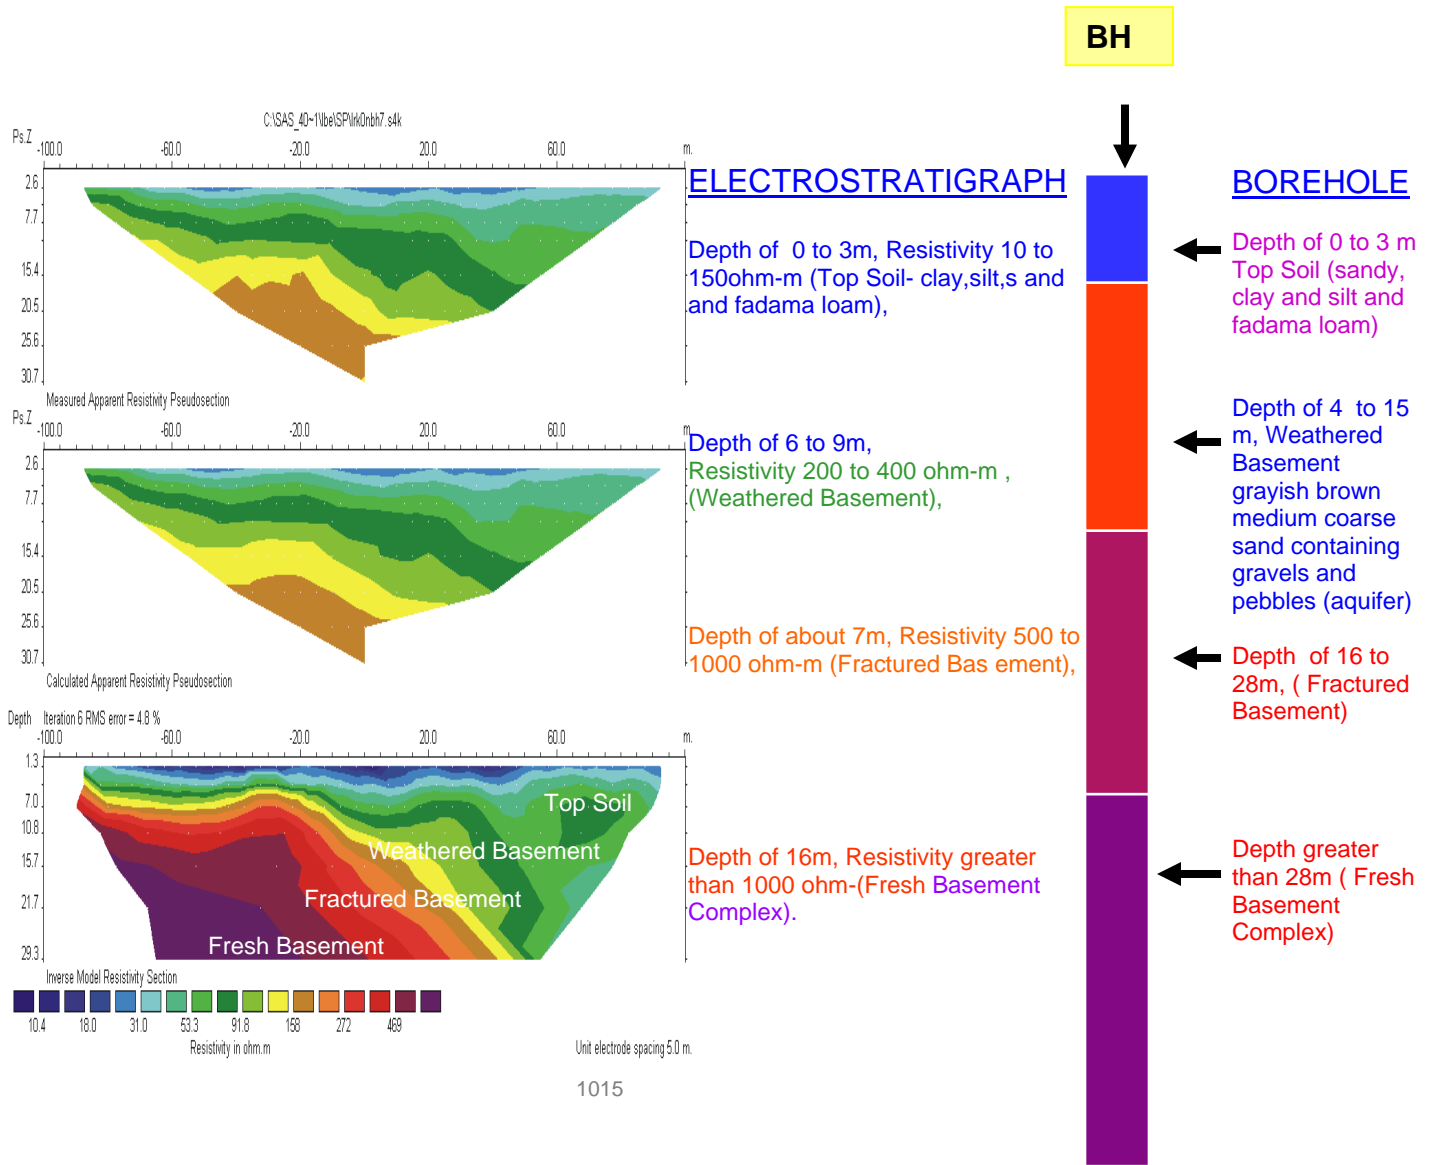 BH
C:\SAS_40~1\Ibe\SP\Irk0nbh7.s4k
Ps.Z
-100.0 -60.0 -20.0 20.0 60.0 m.
2.6
7.7
15.4
20.5
25.6
30.7
Measured Apparent Resistivity Pseudosection
Ps.Z
-100.0 -60.0 -20.0 20.0 60.0 m.
2.6
7.7
15.4
20.5
25.6
30.7
Calculated Apparent Resistivity Pseudosection
Depth Iteration 6 RMS error = 4.8 %
-100.0 -60.0 -20.0 20.0 60.0 m.
1.3
7.0
10.8
15.7
21.7
29.3
Top Soil
Weathered Basement
Fractured Basement
Fresh Basement
Inverse Model Resistivity Section
10.4 18.0 31.0 53.3 91.8 158 272 469
Resistivity in ohm.m
Unit electrode spacing 5.0 m.
ELECTROSTRATIGRAPH
Depth of 0 to 3m, Resistivity 10 to
150ohm-m (Top Soil- clay,silt,s and
and fadama loam),
Depth of 6 to 9m,
Resistivity 200 to 400 ohm-m ,
(Weathered Basement),
Depth of about 7m, Resistivity 500 to
1000 ohm-m (Fractured Bas ement),
Depth of 16m, Resistivity greater
than 1000 ohm-(Fresh Basement
Complex).
BOREHOLE
Depth of 0 to 3 m
Top Soil (sandy,
clay and silt and
fadama loam)
Depth of 4 to 15
m, Weathered
Basement
grayish brown
medium coarse
sand containing
gravels and
pebbles (aquifer)
Depth of 16 to
28m, ( Fractured
Basement)
Depth greater
than 28m ( Fresh
Basement
Complex)
1015